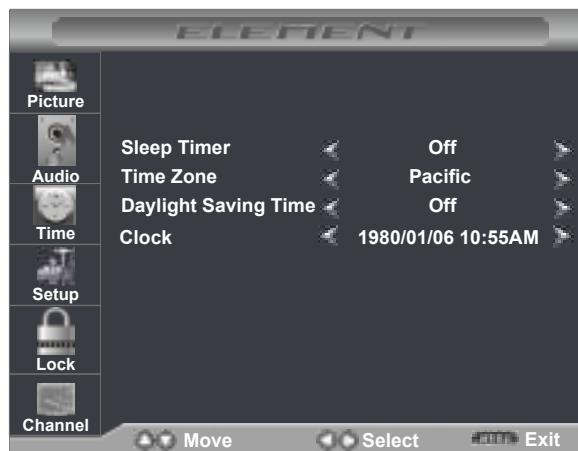 ELEMENT
Picture
Audio
Time
Setup
Lock
Channel
Sleep Timer Off
Time Zone Pacific
Daylight Saving Time Off
Clock 1980/01/06 10:55AM
Move Select Exit